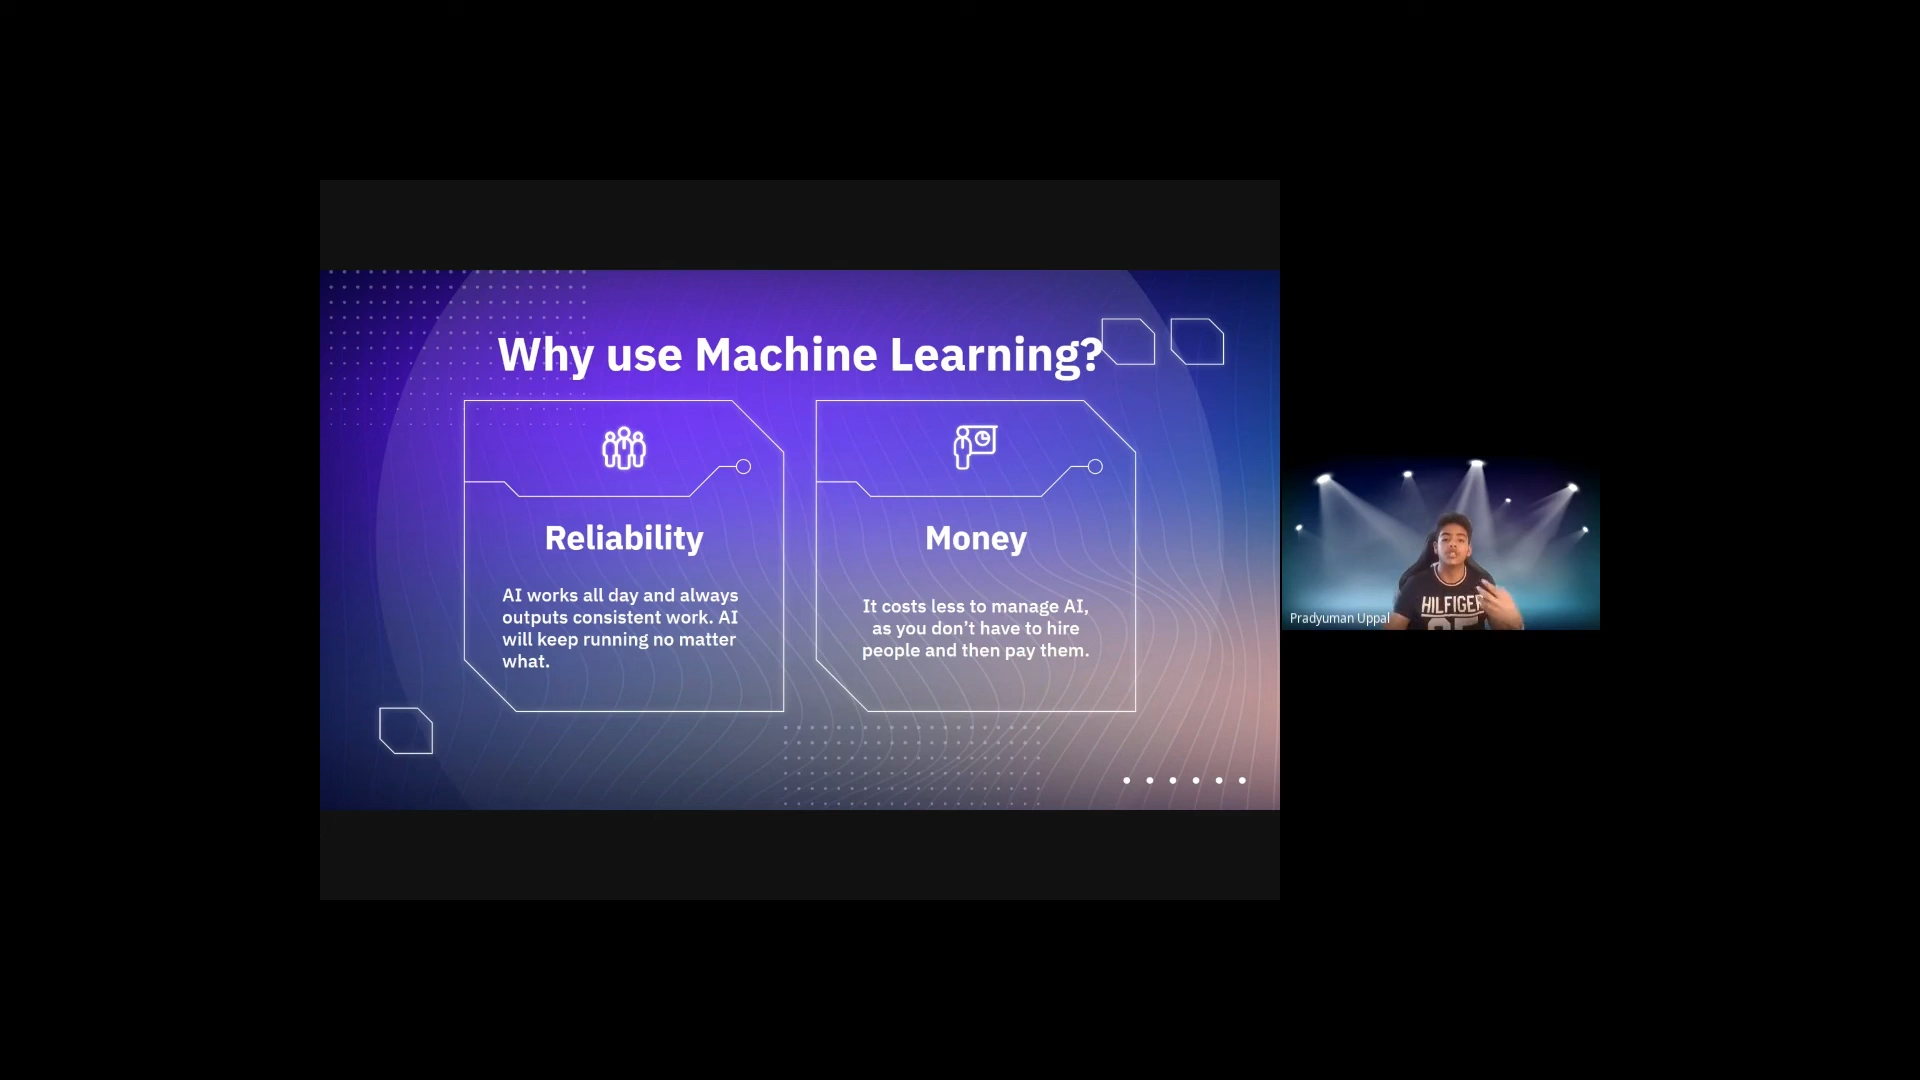 Why use Machine Learning?
Reliability
AI works all day and always
outputs consistent work. AI
will keep running no matter
what.
Money
It costs less to manage AI,
as you don’t have to hire
people and then pay them.
HILFIGER
Pradyuman Uppal